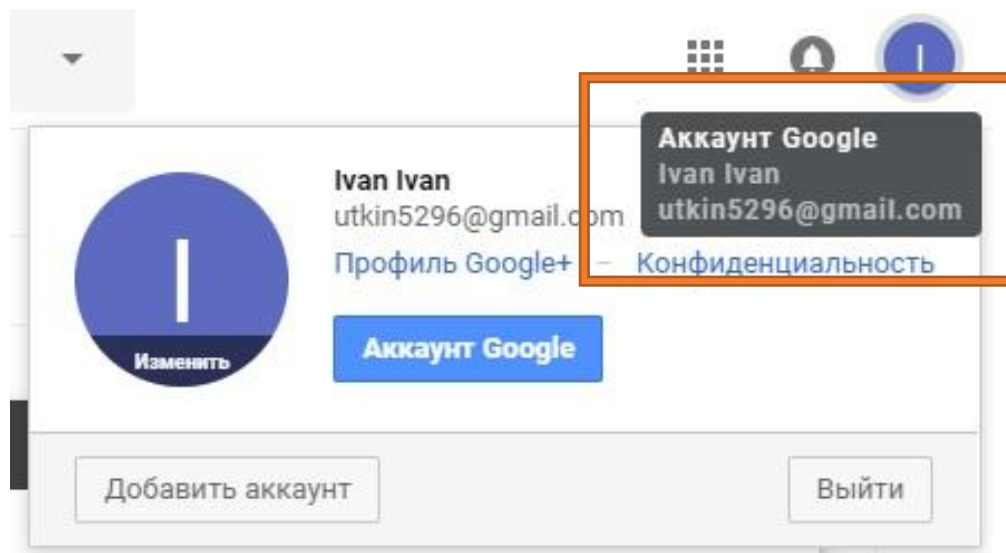 I
Аккаунт Google
Ivan Ivan
utkin5296@gmail.com
Ivan Ivan
utkin5296@gmail.com
Профиль Google+ – Конфиденциальность
I
Изменить
Аккаунт Google
Добавить аккаунт
Выйти